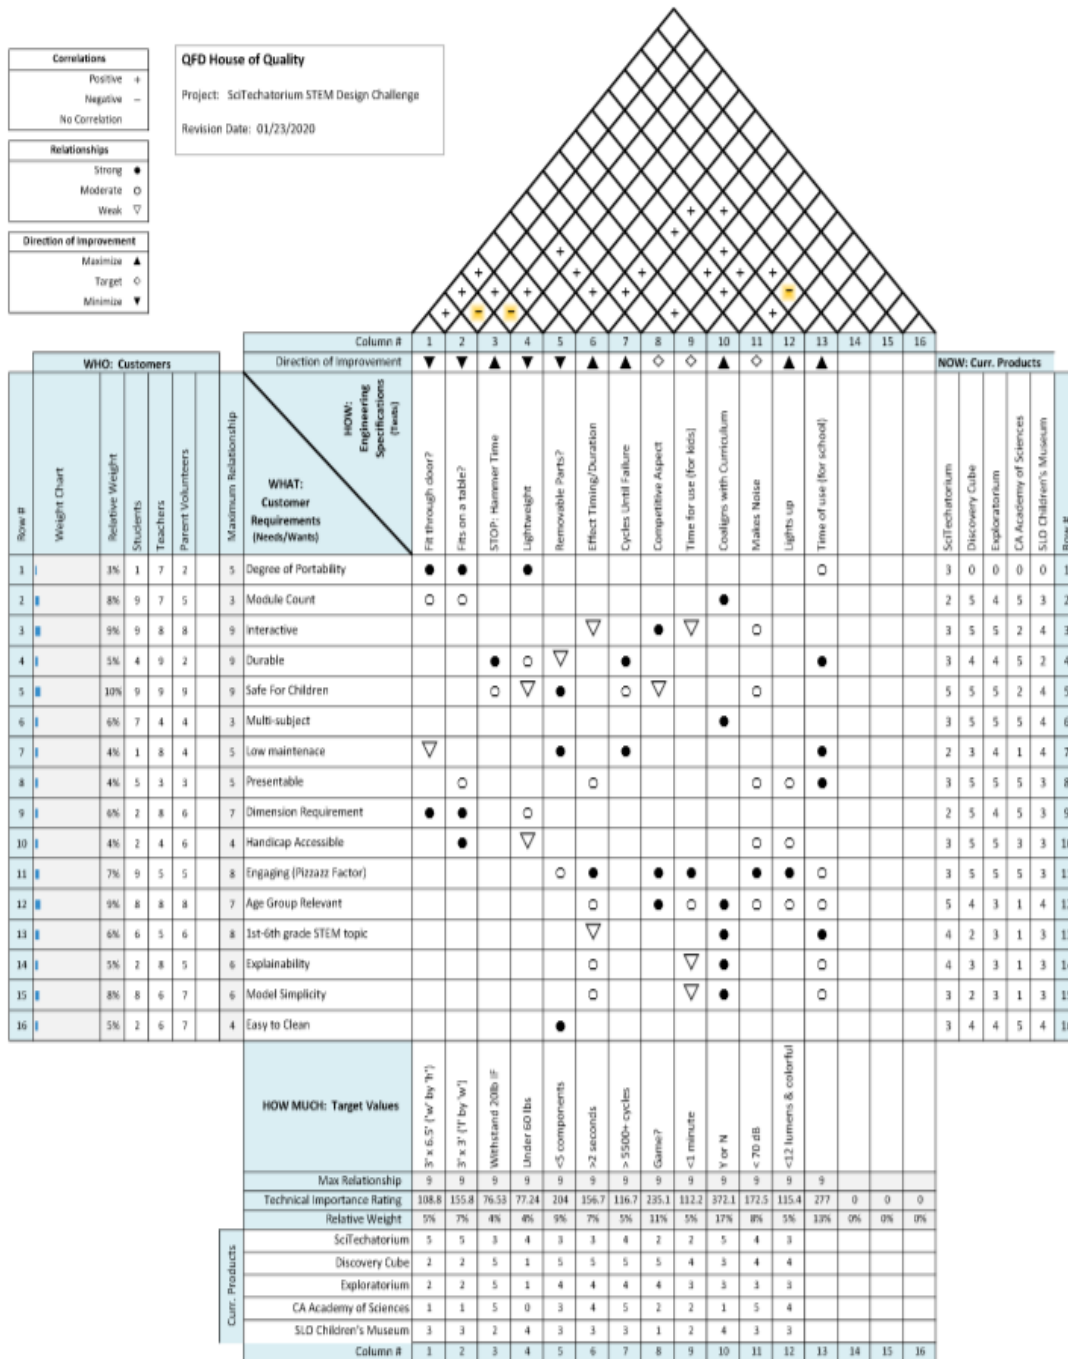 Correlations
Positive +
Negative −
No Correlation
Relationships
Strong ●
Moderate ○
Weak ▽
Direction of Improvement
Maximize ▲
Target ◇
Minimize ▼
QFD House of Quality
Project: SciTechatorium STEM Design Challenge
Revision Date: 01/23/2020
Column # 1 2 3 4 5 6 7 8 9 10 11 12 13 14 15 16
WHO: Customers
Direction of Improvement ▼ ▼ ▲ ▼ ▼ ▲ ▲ ◇ ◇ ▲ ◇ ▲ ▲
NOW: Curr. Products
Row #
Weight Chart
Relative Weight
Students
Teachers
Parent Volunteers
Maximum Relationship
HOW:
Engineering
Specifications
(Tests)
WHAT:
Customer
Requirements
(Needs/Wants)
Fit through door?
Fits on a table?
STOP: Hammer Time
Lightweight
Removable Parts?
Effect Timing/Duration
Cycles Until Failure
Competitive Aspect
Time for use (for kids)
Coaligns with Curriculum
Makes Noise
Lights up
Time of use (for school)
SciTechatorium
Discovery Cube
Exploratorium
CA Academy of Sciences
SLO Children's Museum
Row #
1 3% 1 7 2 5 Degree of Portability ● ● ● ○ 3 0 0 0 0 1
2 8% 9 7 5 3 Module Count ○ ○ ● 2 5 4 5 3 2
3 9% 9 8 8 9 Interactive ▽ ● ▽ ○ 3 5 5 2 4 3
4 5% 4 9 2 9 Durable ● ○ ▽ ● ● 3 4 4 5 2 4
5 10% 9 9 9 9 Safe For Children ○ ▽ ● ○ ▽ ○ 5 5 5 2 4 5
6 6% 7 4 4 3 Multi-subject ● 3 5 5 5 4 6
7 4% 1 8 4 5 Low maintenace ▽ ● ● ● 2 3 4 1 4 7
8 4% 5 3 3 5 Presentable ○ ○ ○ ○ ● 3 5 5 5 3 8
9 6% 2 8 6 7 Dimension Requirement ● ● ○ 2 5 4 5 3 9
10 4% 2 4 6 4 Handicap Accessible ● ▽ ○ ○ 3 5 5 3 3
11 7% 9 5 5 8 Engaging (Pizzazz Factor) ○ ● ● ● ● ● ○ 3 5 5 5 3
12 9% 8 8 8 7 Age Group Relevant ○ ● ○ ● ○ ○ ○ 5 4 3 1 4
13 6% 6 5 6 8 1st-6th grade STEM topic ▽ ● ● 4 2 3 1 3
14 5% 2 8 5 6 Explainability ○ ▽ ● ○ 4 3 3 1 3
15 8% 8 6 7 6 Model Simplicity ○ ▽ ● ○ 3 2 3 1 3
16 5% 2 6 7 4 Easy to Clean ● 3 4 4 5 4
HOW MUCH: Target Values
3' x 6.5' ('w' by 'h')
3' x 3' ('l' by 'w')
Withstand 20lb IF
Under 60 lbs
<5 components
>2 seconds
> 5500+ cycles
Game?
<1 minute
Y or N
< 70 dB
<12 lumens & colorful
Max Relationship 9 9 9 9 9 9 9 9 9 9 9 9 9
Technical Importance Rating 108.8 155.8 76.53 77.24 204 156.7 116.7 235.1 112.2 372.1 172.5 115.4 277 0 0 0
Relative Weight 5% 7% 4% 4% 9% 7% 5% 11% 5% 17% 8% 5% 13% 0% 0% 0%
Curr. Products
SciTechatorium 5 5 3 4 3 3 4 2 2 5 4 3
Discovery Cube 2 2 5 1 5 5 5 5 4 3 4 4
Exploratorium 2 2 5 1 4 4 4 4 3 3 3 3
CA Academy of Sciences 1 1 5 0 3 4 5 2 2 1 5 4
SLO Children's Museum 3 3 2 4 3 3 3 1 2 4 3 3
Column # 1 2 3 4 5 6 7 8 9 10 11 12 13 14 15 16